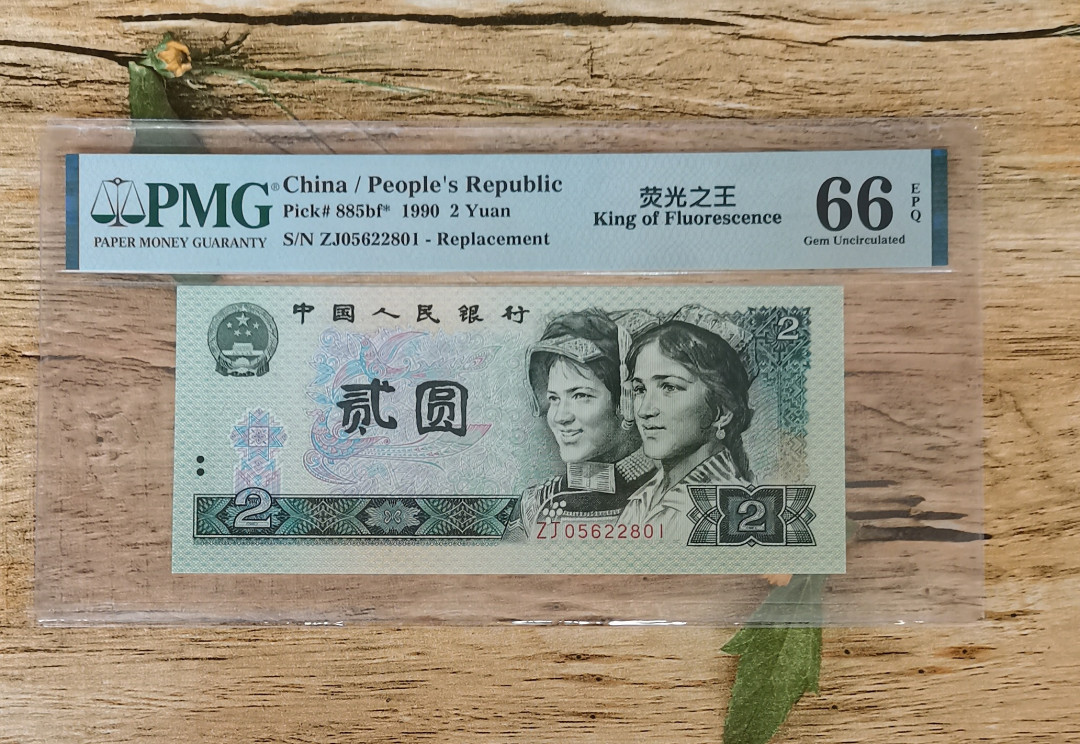 PMG®
PAPER MONEY GUARANTY
China / People's Republic
Pick# 885bf* 1990 2 Yuan
S/N ZJ05622801 - Replacement
荧光之王
King of Fluorescence
66
Gem Uncirculated
EPQ
中国人民银行
2
贰圆
2
ZJ05622801
2